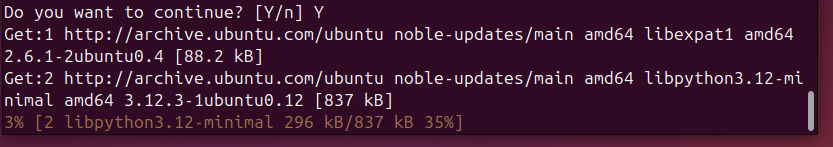 Do you want to continue? [Y/n] Y
Get:1 http://archive.ubuntu.com/ubuntu noble-updates/main amd64 libexpat1 amd64
2.6.1-2ubuntu0.4 [88.2 kB]
Get:2 http://archive.ubuntu.com/ubuntu noble-updates/main amd64 libpython3.12-mi
nimal amd64 3.12.3-1ubuntu0.12 [837 kB]
3% [2 libpython3.12-minimal 296 kB/837 kB 35%]